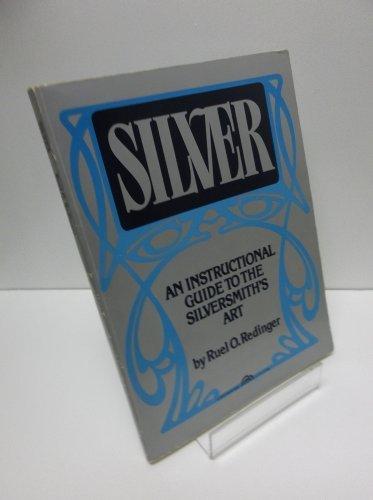 SILVER
AN INSTRUCTIONAL
GUIDE TO THE
SILVERSMITH'S
ART
by Ruel O. Redinger